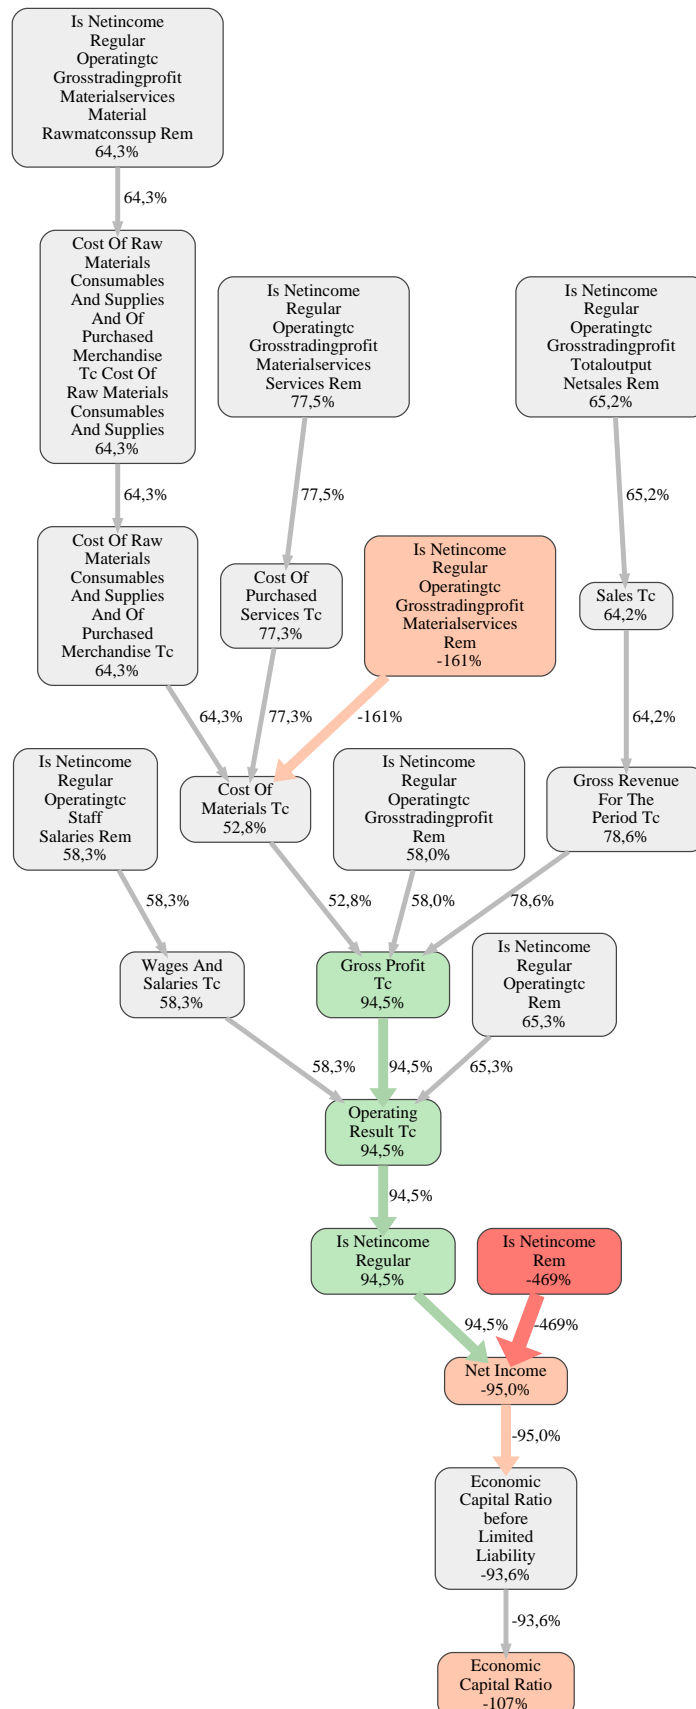 Is Netincome
Regular
Operatingtc
Grosstradingprofit
Materialservices
Material
Rawmatconssup Rem
64,3%
64,3%
Cost Of Raw
Materials
Consumables
And Supplies
And Of
Purchased
Merchandise
Tc Cost Of
Raw Materials
Consumables
And Supplies
64,3%
Is Netincome
Regular
Operatingtc
Grosstradingprofit
Materialservices
Services Rem
77,5%
Is Netincome
Regular
Operatingtc
Grosstradingprofit
Totaloutput
Netsales Rem
65,2%
64,3%
77,5%
65,2%
Cost Of Raw
Materials
Consumables
And Supplies
And Of
Purchased
Merchandise Tc
64,3%
Cost Of
Purchased
Services Tc
77,3%
Is Netincome
Regular
Operatingtc
Grosstradingprofit
Materialservices
Rem
-161%
Sales Tc
64,2%
64,3%
77,3%
-161%
64,2%
Is Netincome
Regular
Operatingtc
Staff
Salaries Rem
58,3%
Cost Of
Materials Tc
52,8%
Is Netincome
Regular
Operatingtc
Grosstradingprofit
Rem
58,0%
Gross Revenue
For The
Period Tc
78,6%
58,3%
52,8%
58,0%
78,6%
Wages And
Salaries Tc
58,3%
Gross Profit
Tc
94,5%
Is Netincome
Regular
Operatingtc
Rem
65,3%
58,3%
94,5%
65,3%
Operating
Result Tc
94,5%
94,5%
Is Netincome
Regular
94,5%
Is Netincome
Rem
-469%
94,5%
-469%
Net Income
-95,0%
-95,0%
Economic
Capital Ratio
before
Limited
Liability
-93,6%
-93,6%
Economic
Capital Ratio
-107%